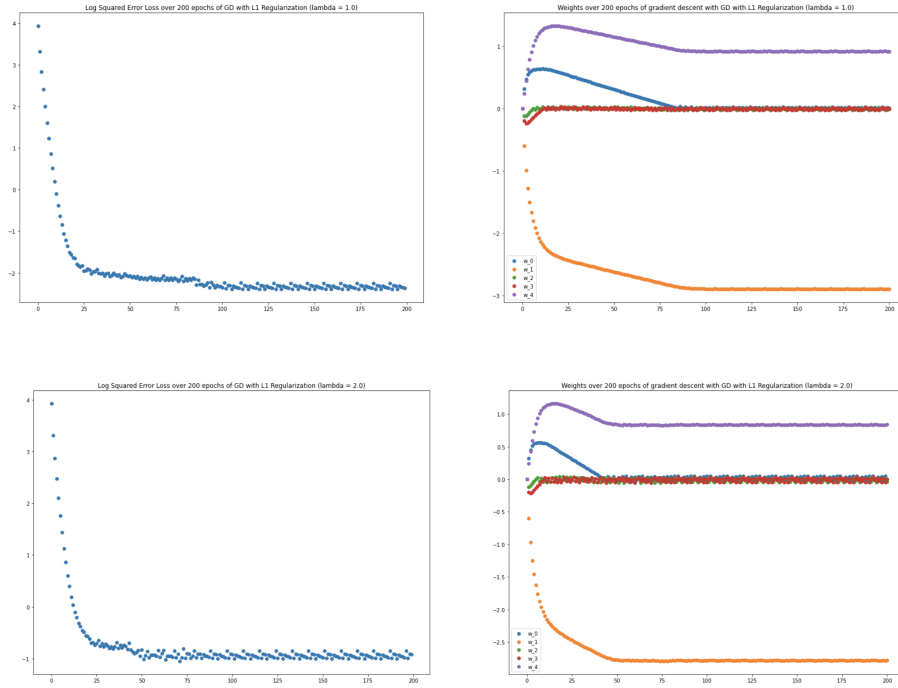 Log Squared Error Loss over 200 epochs of GD with L1 Regularization (lambda = 1.0)
4
3
2
1
0
−1
−2
0 25 50 75 100 125 150 175 200
Weights over 200 epochs of gradient descent with GD with L1 Regularization (lambda = 1.0)
1
0
−1
−2
−3
w_0
w_1
w_2
w_3
w_4
0 25 50 75 100 125 150 175 200
Log Squared Error Loss over 200 epochs of GD with L1 Regularization (lambda = 2.0)
4
3
2
1
0
−1
0 25 50 75 100 125 150 175 200
Weights over 200 epochs of gradient descent with GD with L1 Regularization (lambda = 2.0)
1.0
0.5
0.0
−0.5
−1.0
−1.5
−2.0
−2.5
w_0
w_1
w_2
w_3
w_4
0 25 50 75 100 125 150 175 200